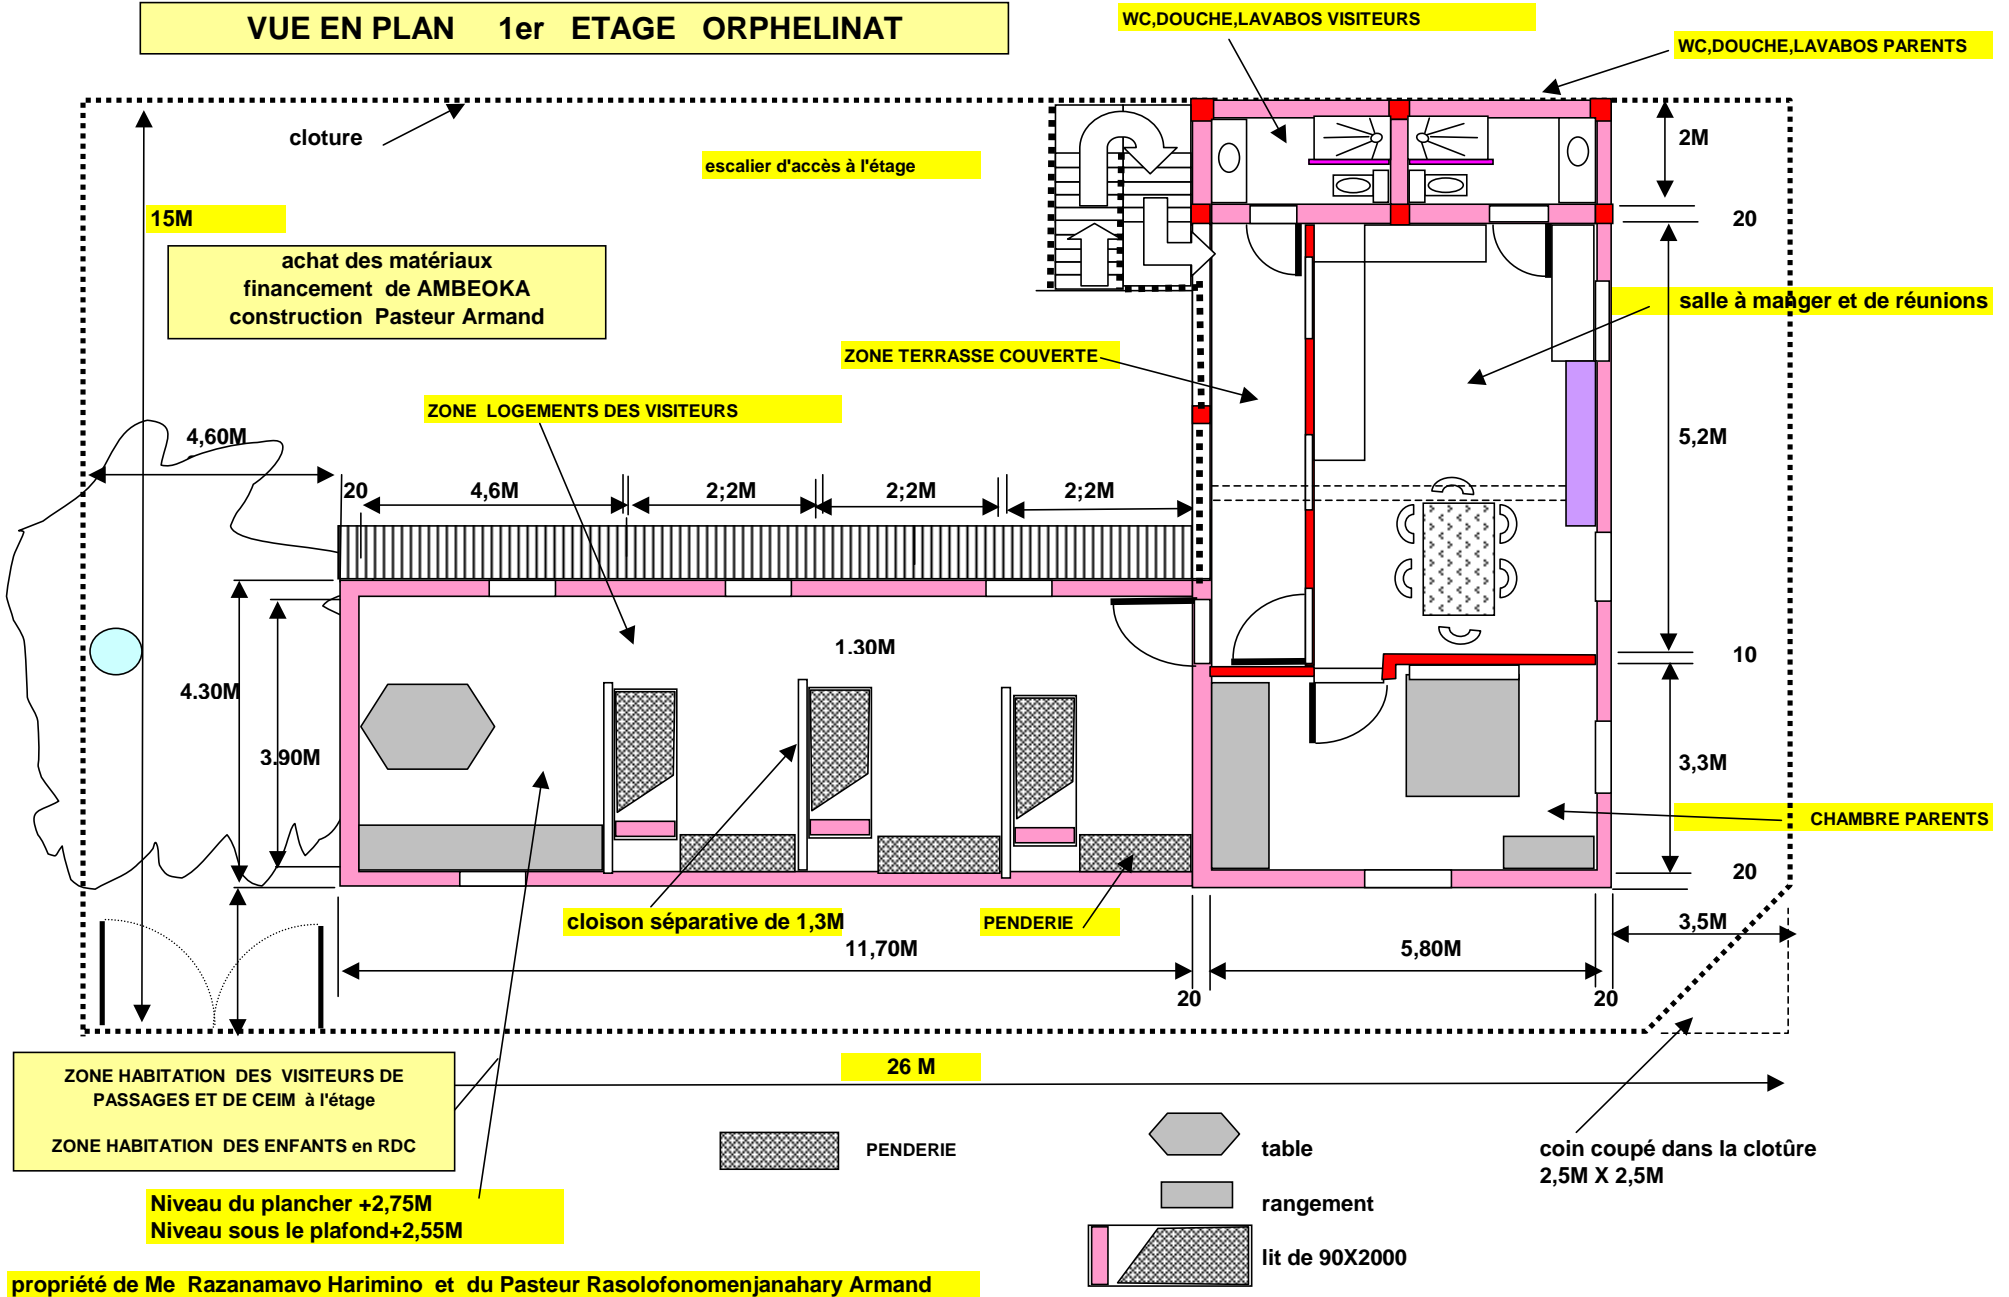 VUE EN PLAN 1er ETAGE ORPHELINAT
WC,DOUCHE,LAVABOS VISITEURS
WC,DOUCHE,LAVABOS PARENTS
cloture
2M
escalier d'accès à l'étage
15M
20
achat des matériaux
financement de AMBEOKA
construction Pasteur Armand
salle à manger et de réunions
ZONE TERRASSE COUVERTE
ZONE LOGEMENTS DES VISITEURS
4,60M
5,2M
20
4,6M
2;2M
2;2M
2;2M
1.30M
10
4.30M
3.90M
3,3M
CHAMBRE PARENTS
20
cloison séparative de 1,3M
PENDERIE
3,5M
11,70M
5,80M
20
20
26 M
ZONE HABITATION DES VISITEURS DE
PASSAGES ET DE CEIM à l'étage
ZONE HABITATION DES ENFANTS en RDC
PENDERIE
table
coin coupé dans la clotûre
2,5M X 2,5M
Niveau du plancher +2,75M
Niveau sous le plafond+2,55M
rangement
lit de 90X2000
propriété de Me Razanamavo Harimino et du Pasteur Rasolofonomenjanahary Armand